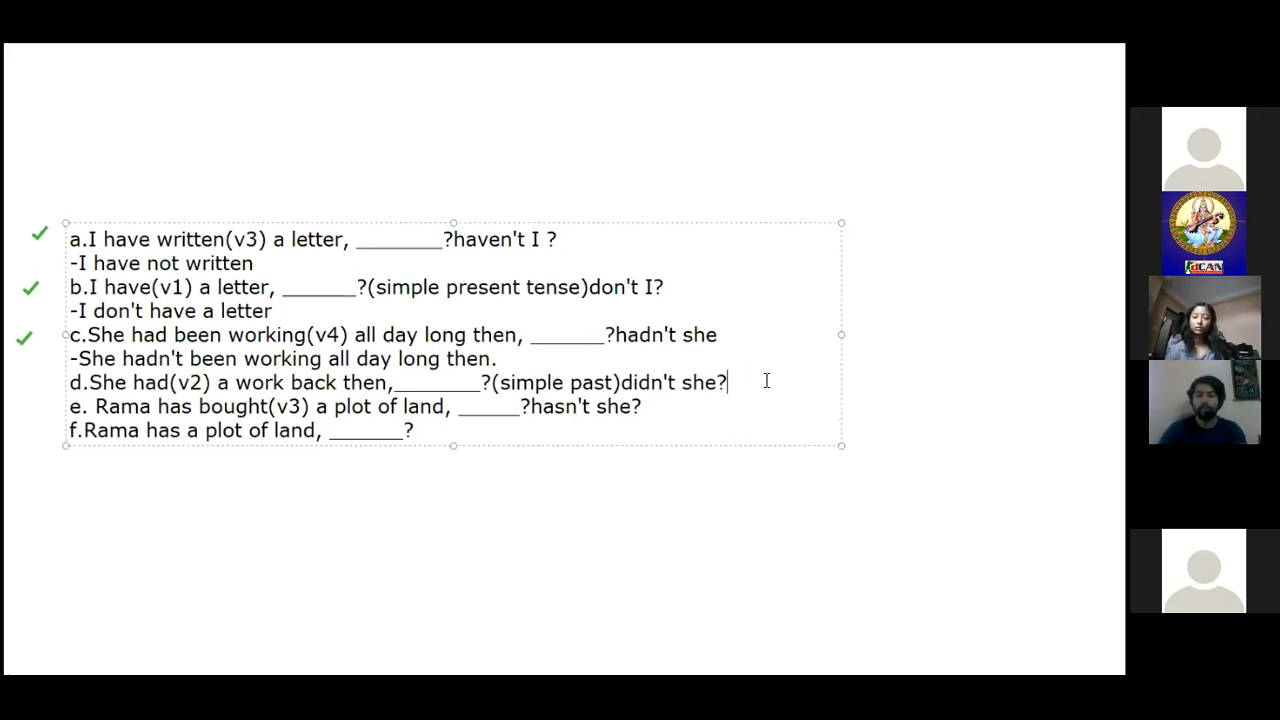 a.I have written(v3) a letter, ________?haven't I ?
-I have not written
b.I have(v1) a letter, _______?(simple present tense)don't I?
-I don't have a letter
c.She had been working(v4) all day long then, _______?hadn't she
-She hadn't been working all day long then.
d.She had(v2) a work back then,________?(simple past)didn't she?
e. Rama has bought(v3) a plot of land, ______?hasn't she?
f.Rama has a plot of land, _______?
CAN